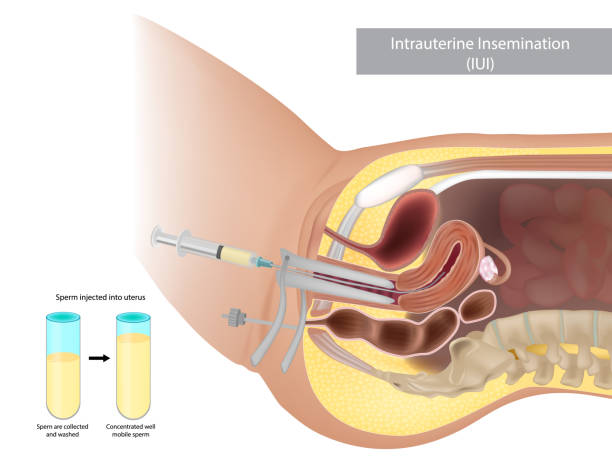 Intrauterine Insemination
(IUI)
Sperm injected into uterus
Sperm are collected
and washed
Concentrated well
mobile sperm